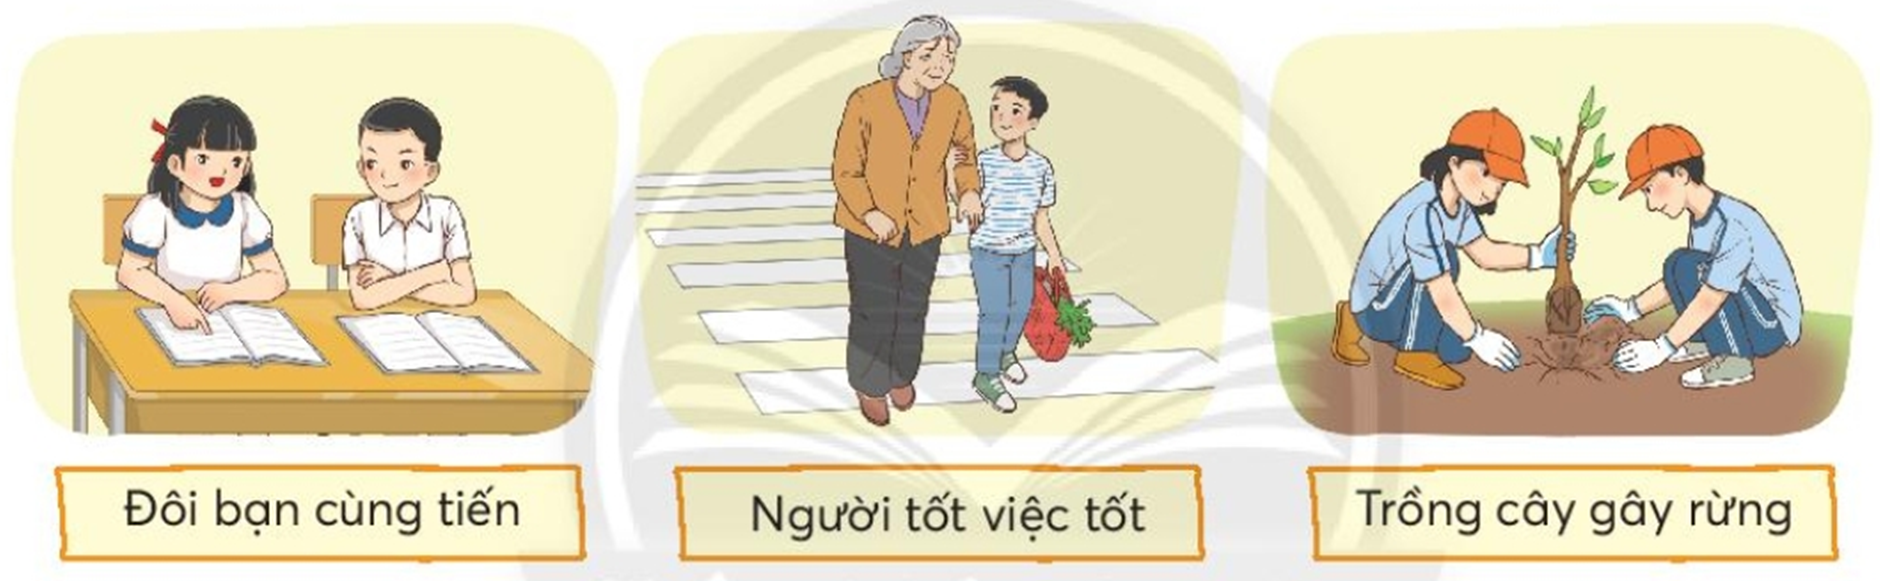 Đôi bạn cùng tiến
Người tốt việc tốt
Trồng cây gây rừng